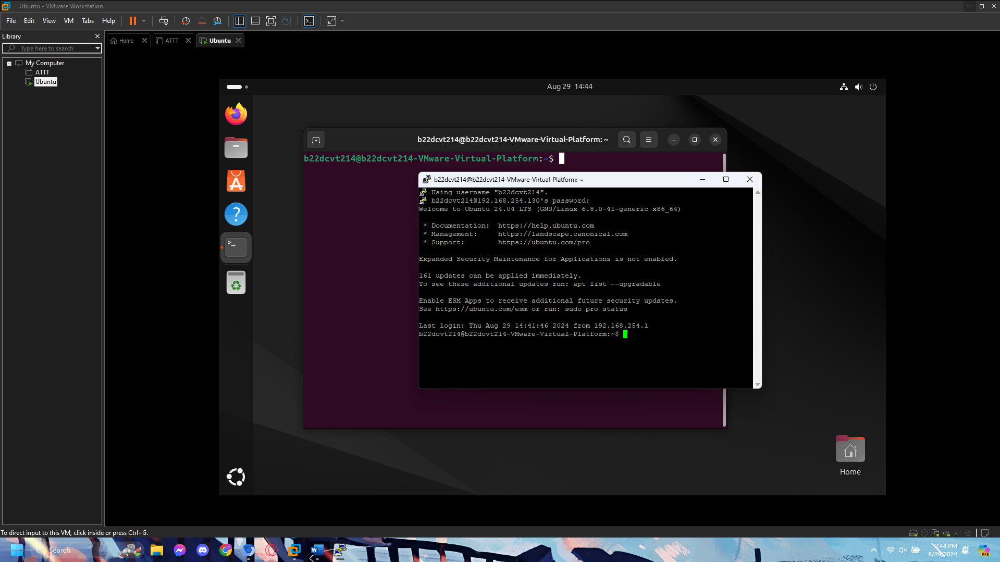 Ubuntu - VMware Workstation
File Edit View VM Tabs Help
Library
Home
ATTT
Ubuntu
Type here to search
My Computer
ATTT
Ubuntu
Aug 29 14:44
b22dcvt214@b22dcvt214-VMware-Virtual-Platform: ~
b22dcvt214@b22dcvt214-VMware-Virtual-Platform:~$
b22dcvt214@b22dcvt214-VMware-Virtual-Platform: ~
Using username "b22dcvt214".
b22dcvt214@192.168.254.130's password:
Welcome to Ubuntu 24.04 LTS (GNU/Linux 6.8.0-41-generic x86_64)
* Documentation: https://help.ubuntu.com
* Management: https://landscape.canonical.com
* Support: https://ubuntu.com/pro
Expanded Security Maintenance for Applications is not enabled.
161 updates can be applied immediately.
To see these additional updates run: apt list --upgradable
Enable ESM Apps to receive additional future security updates.
See https://ubuntu.com/esm or run: sudo pro status
Last login: Thu Aug 29 14:41:46 2024 from 192.168.254.1
b22dcvt214@b22dcvt214-VMware-Virtual-Platform:~$
Home
To direct input to this VM, click inside or press Ctrl+G.
Search
2:44 PM
8/29/2024
PRE